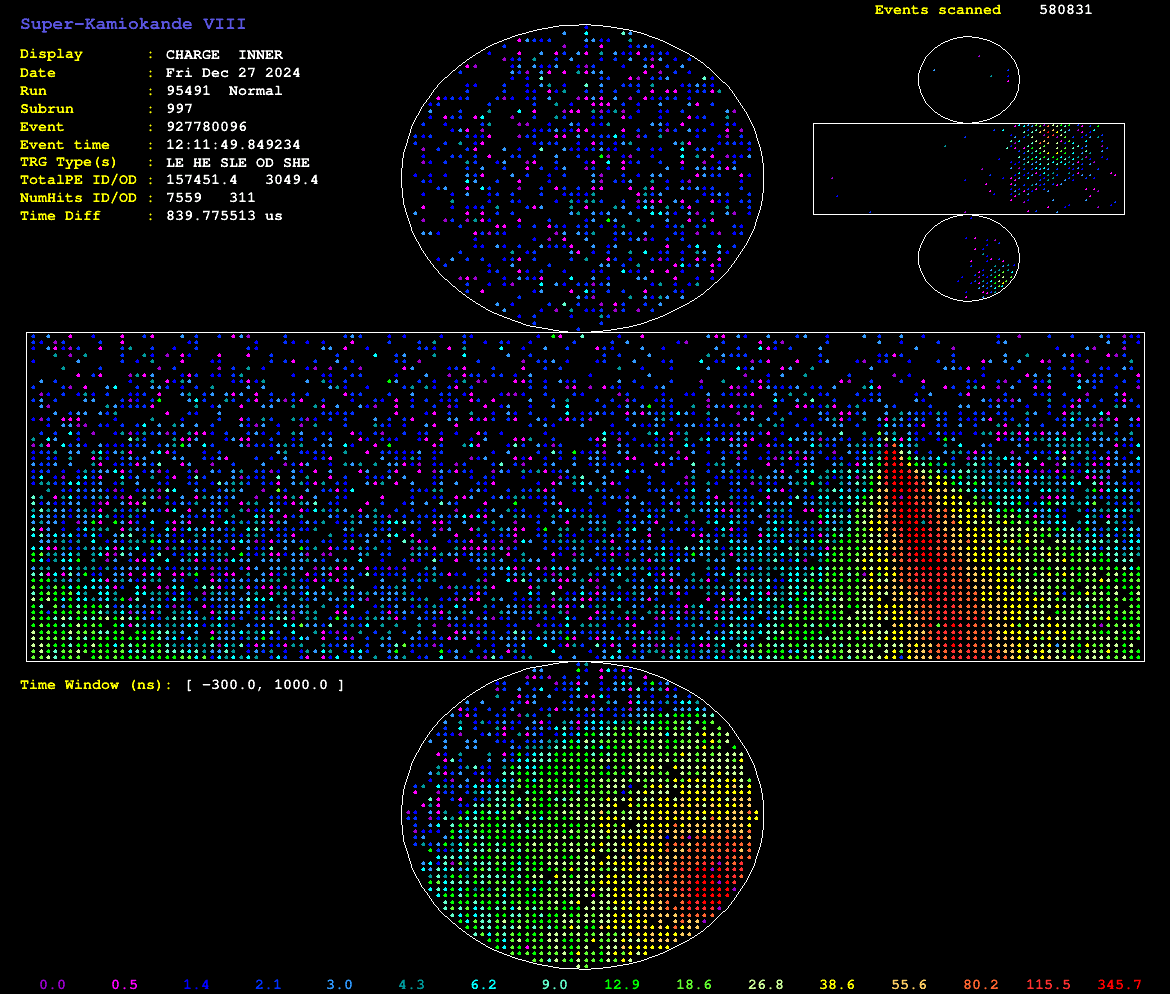 Super-Kamiokande VIII
Events scanned 580831
Display : CHARGE INNER
Date : Fri Dec 27 2024
Run : 95491 Normal
Subrun : 997
Event : 927780096
Event time : 12:11:49.849234
TRG Type(s) : LE HE SLE OD SHE
TotalPE ID/OD : 157451.4 3049.4
NumHits ID/OD : 7559 311
Time Diff : 839.775513 us
Time Window (ns): [ −300.0, 1000.0 ]
0.0 0.5 1.4 2.1 3.0 4.3 6.2 9.0 12.9 18.6 26.8 38.6 55.6 80.2 115.5 345.7